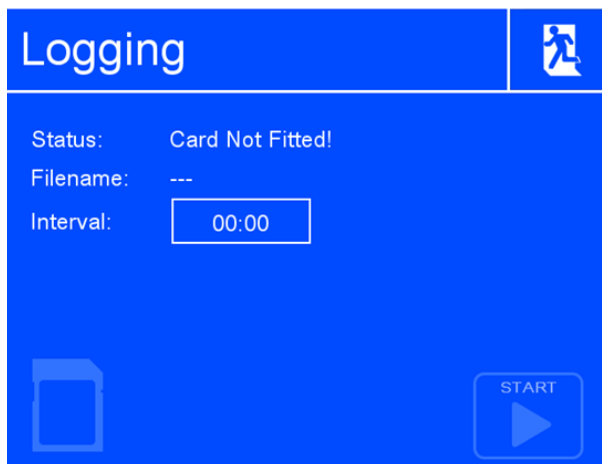 Logging
Status: Card Not Fitted!
Filename: ---
Interval: 00:00
START